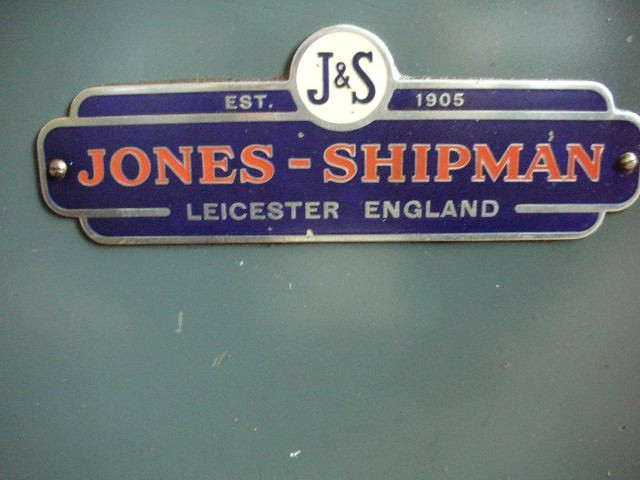 J&S
EST. 1905
JONES-SHIPMAN
LEICESTER ENGLAND